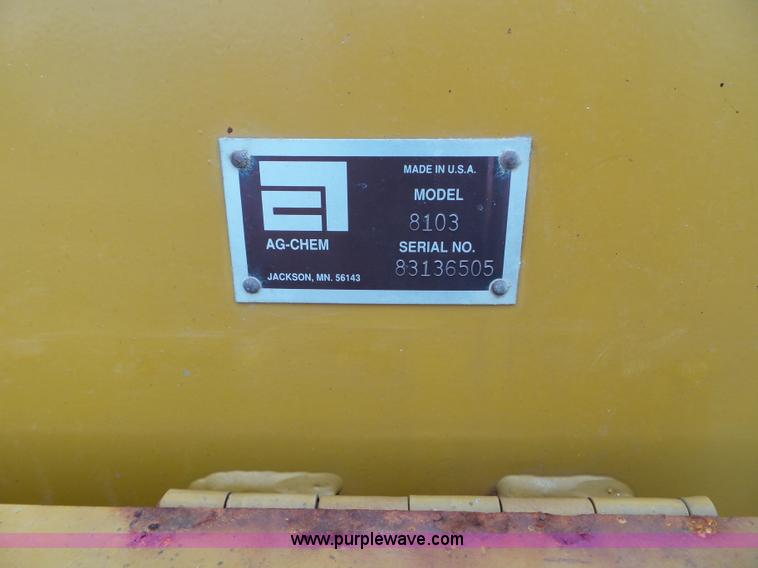 MADE IN U.S.A.
MODEL
8103
AG-CHEM
SERIAL NO.
83136505
JACKSON, MN. 56143
www.purplewave.com